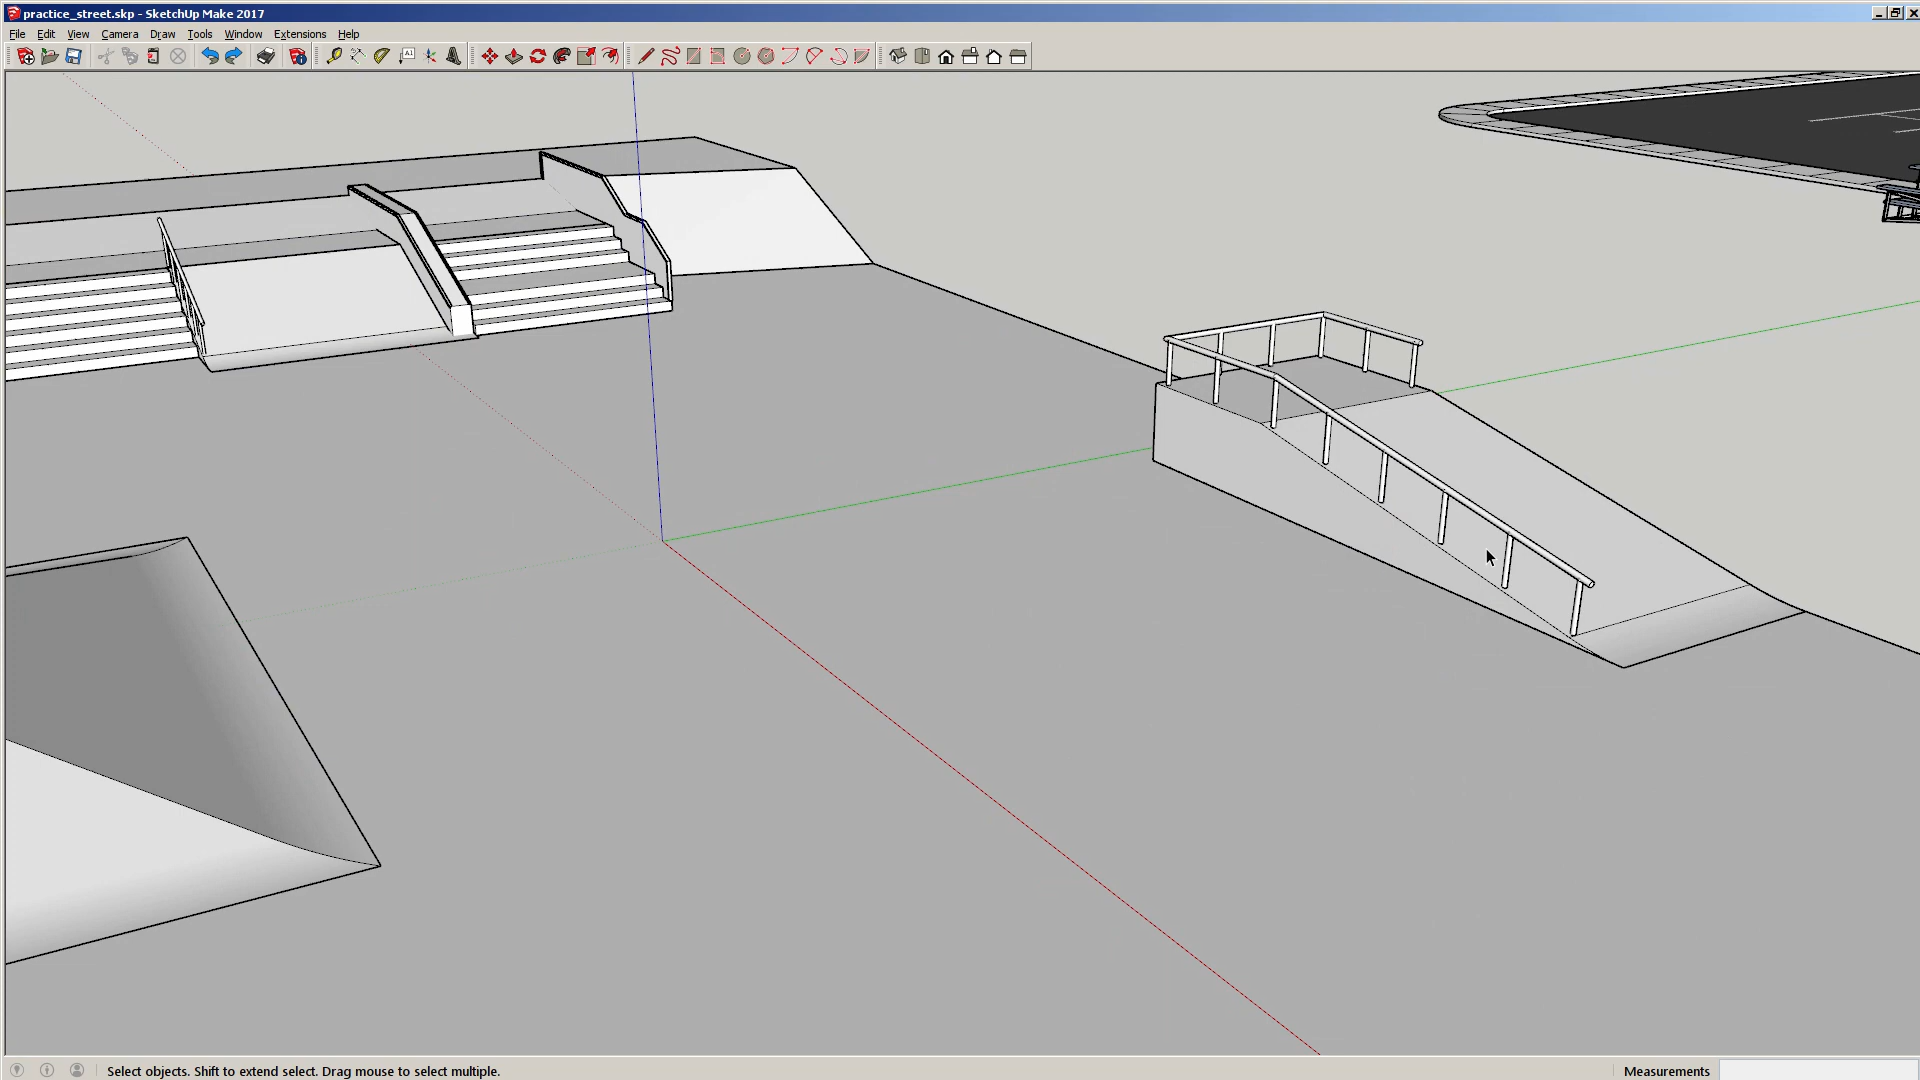 practice_street.skp - SketchUp Make 2017
File Edit View Camera Draw Tools Window Extensions Help
A1
Select objects. Shift to extend select. Drag mouse to select multiple.
Measurements